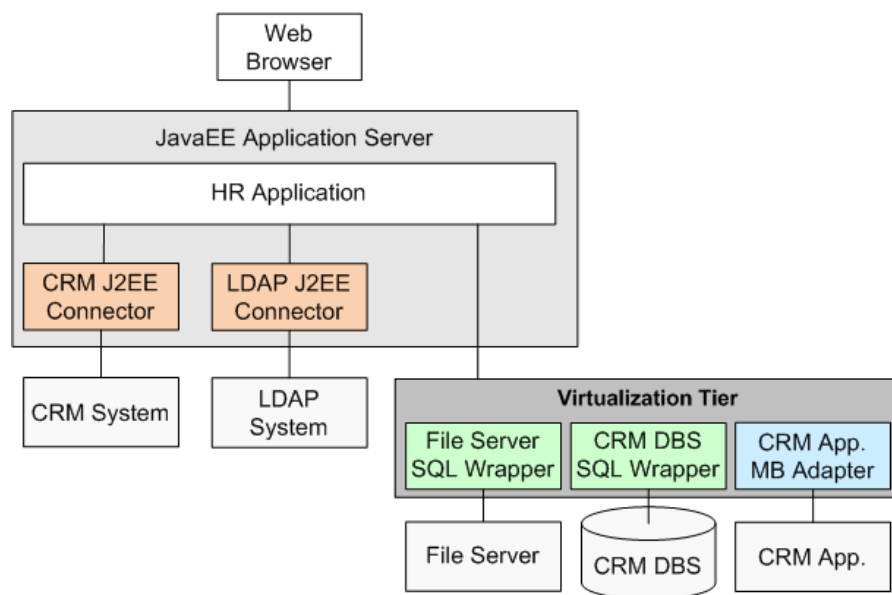 Web
Browser
JavaEE Application Server
HR Application
CRM J2EE
Connector
LDAP J2EE
Connector
CRM System
LDAP
System
Virtualization Tier
File Server
SQL Wrapper
CRM DBS
SQL Wrapper
CRM App.
MB Adapter
File Server
CRM DBS
CRM App.